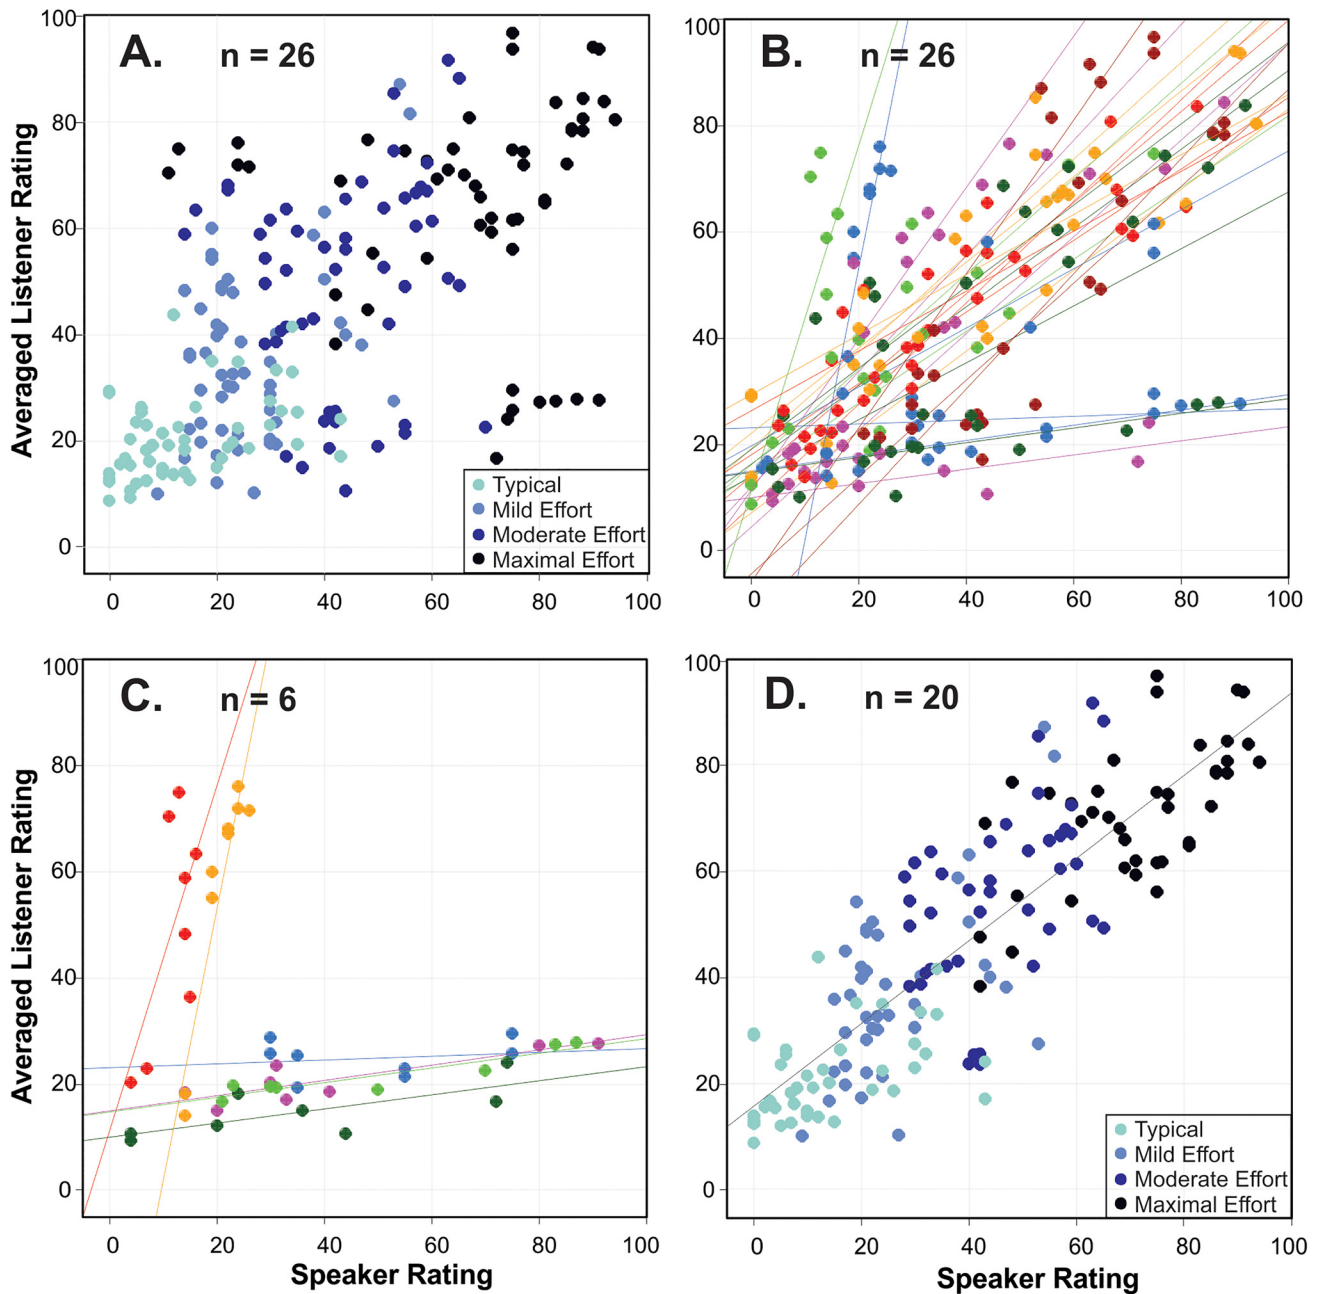 A. n = 26
Averaged Listener Rating
100
80
60
40
20
0
0 20 40 60 80 100
Typical
Mild Effort
Moderate Effort
Maximal Effort
B. n = 26
100
80
60
40
20
0
0 20 40 60 80 100
C. n = 6
Averaged Listener Rating
100
80
60
40
20
0
0 20 40 60 80 100
Speaker Rating
D. n = 20
100
80
60
40
20
0
0 20 40 60 80 100
Speaker Rating
Typical
Mild Effort
Moderate Effort
Maximal Effort